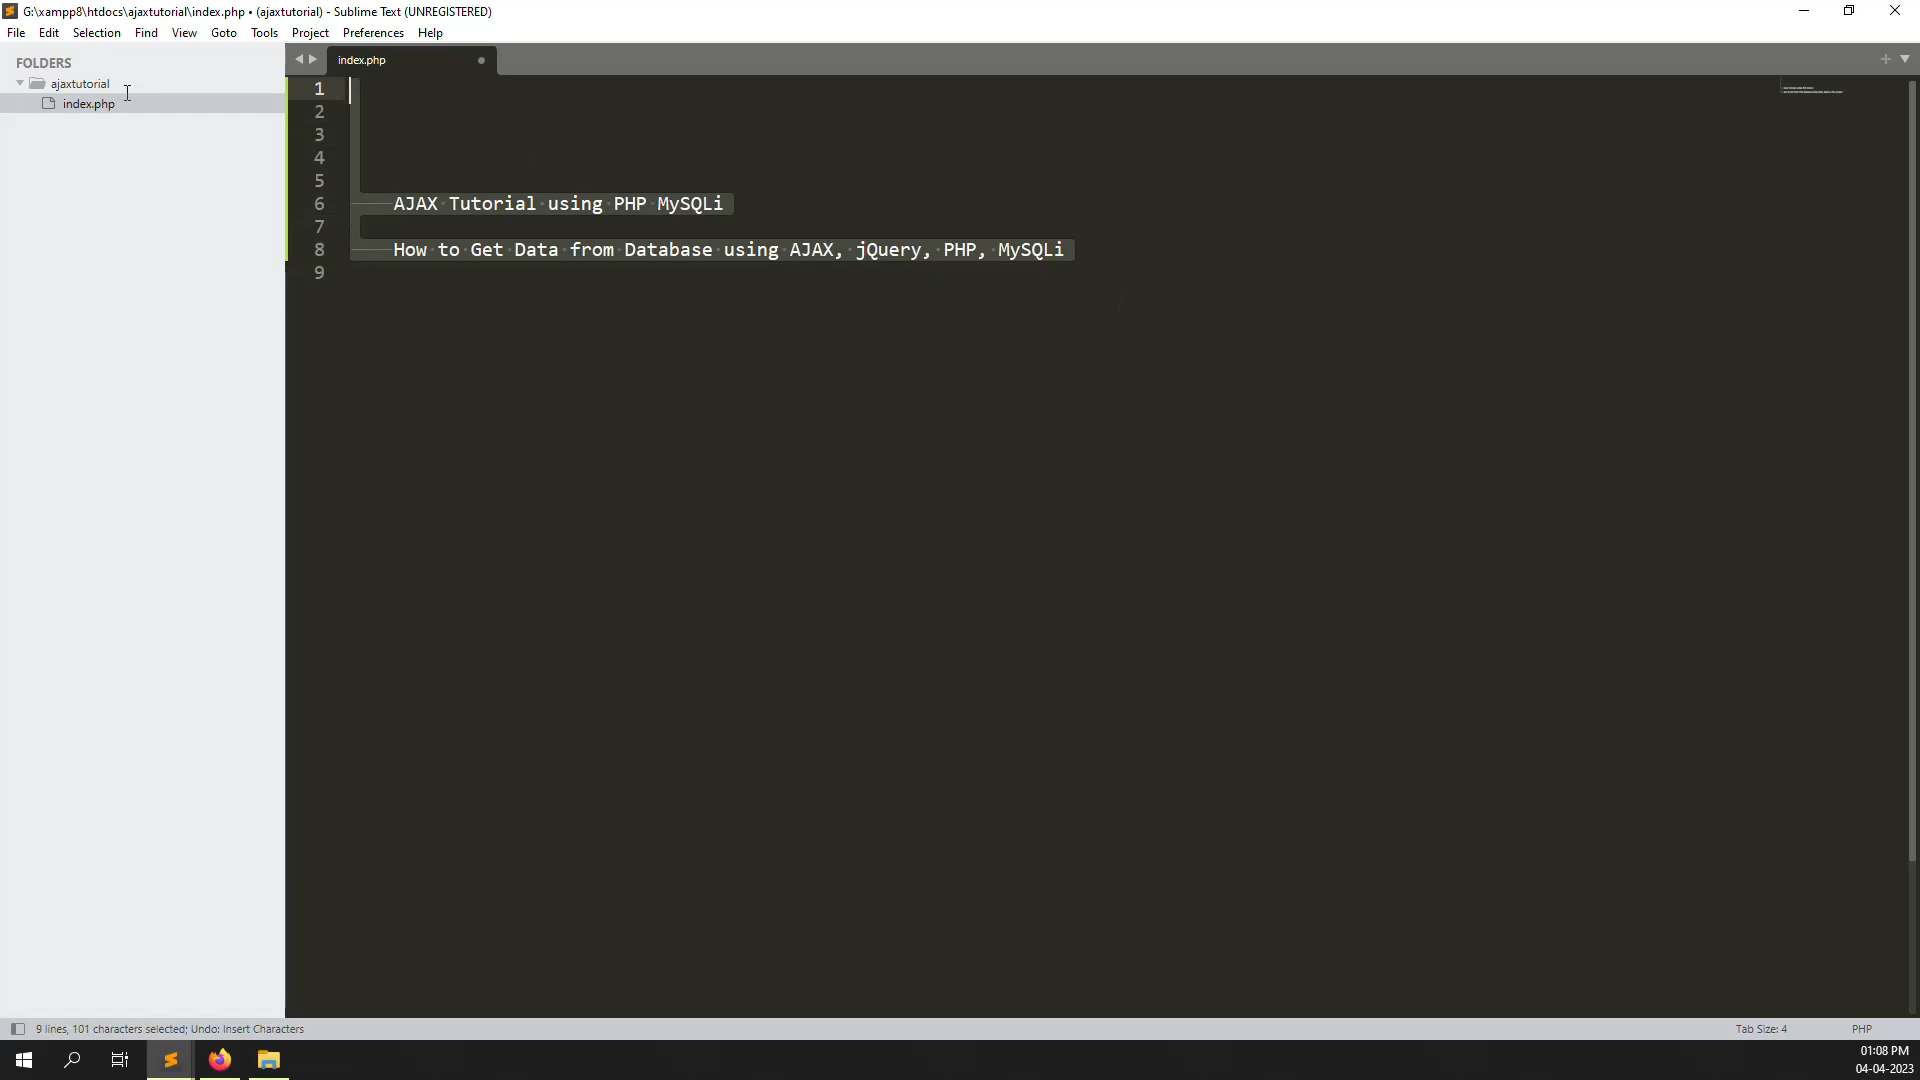 G:\xampp8\htdocs\ajaxtutorial\index.php • (ajaxtutorial) - Sublime Text (UNREGISTERED)
File Edit Selection Find View Goto Tools Project Preferences Help
FOLDERS
ajaxtutorial
index.php
index.php
1
2
3
4
5
6 AJAX Tutorial using PHP MySQLi
7
8 How to Get Data from Database using AJAX, jQuery, PHP, MySQLi
9
9 lines, 101 characters selected; Undo: Insert Characters
Tab Size: 4
PHP
01:08 PM
04-04-2023